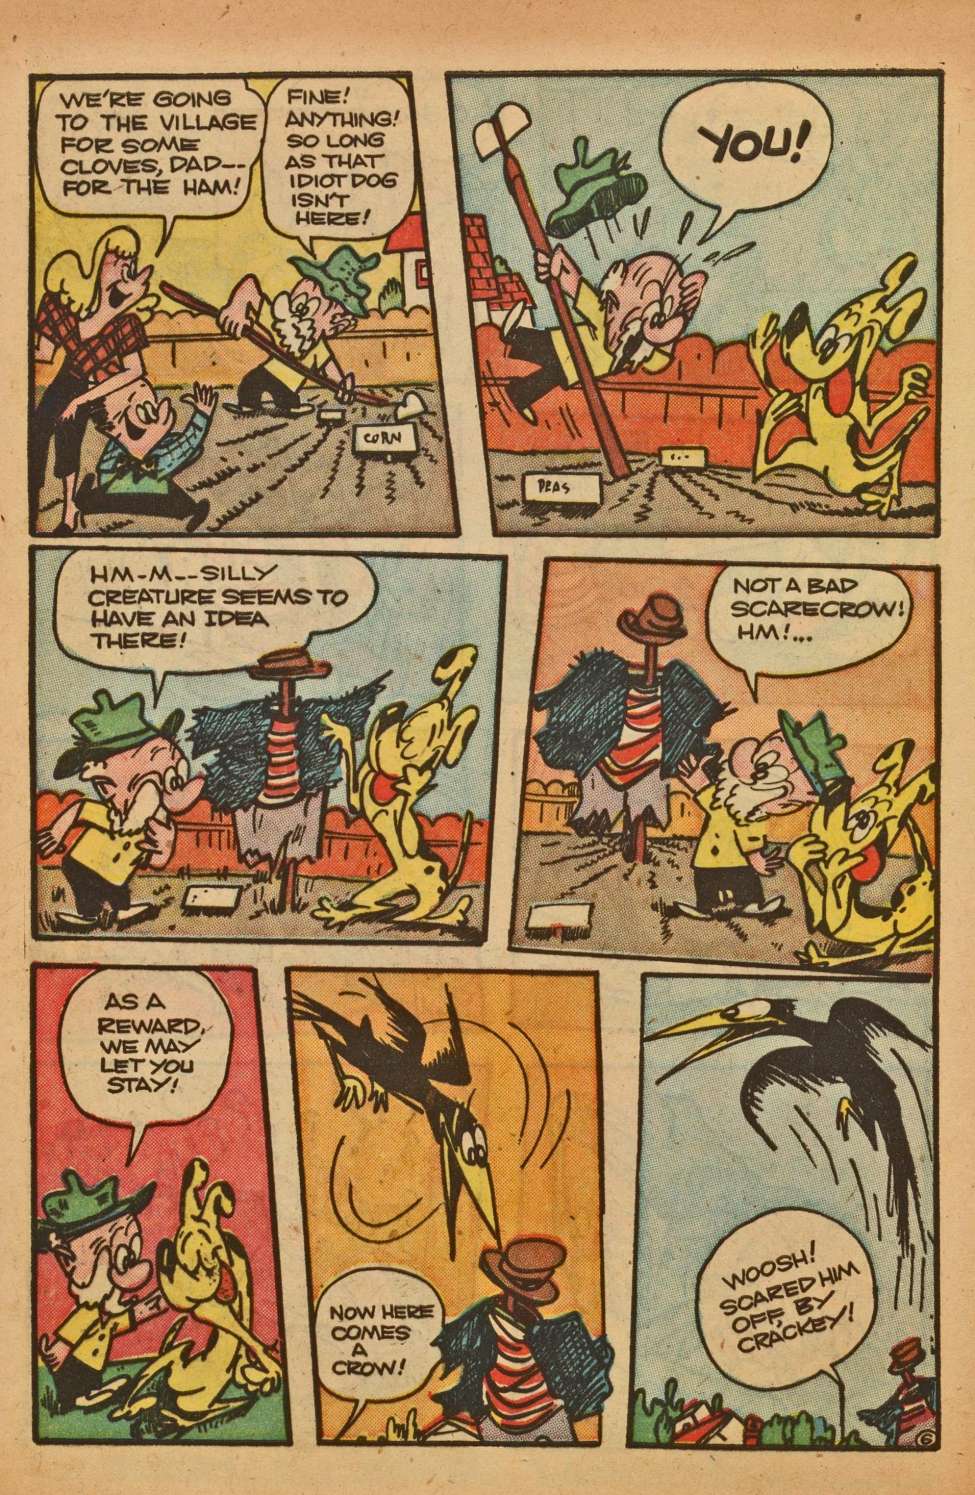 WE'RE GOING
TO THE VILLAGE
FOR SOME
CLOVES, DAD--
FOR THE HAM!
FINE!
ANYTHING!
SO LONG
AS THAT
IDIOT DOG
ISN'T
HERE!
CORN
YOU!
PEAS
HM-M--SILLY
CREATURE SEEMS TO
HAVE AN IDEA
THERE!
NOT A BAD
SCARECROW!
HM!...
AS A
REWARD,
WE MAY
LET YOU
STAY!
NOW HERE
COMES
A
CROW!
WOOSH!
SCARED HIM
OFF, BY
CRACKEY!
6